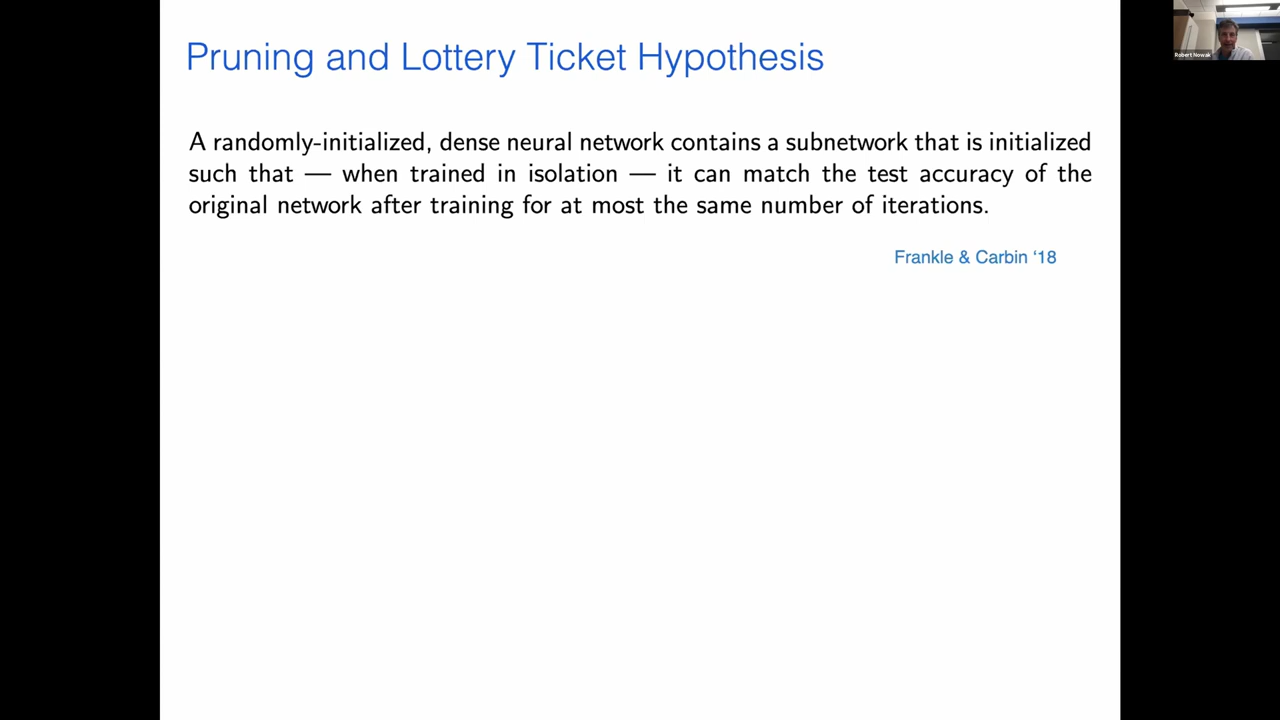 Pruning and Lottery Ticket Hypothesis
A randomly-initialized, dense neural network contains a subnetwork that is initialized
such that — when trained in isolation — it can match the test accuracy of the
original network after training for at most the same number of iterations.
Frankle & Carbin ‘18
Robert Nowak